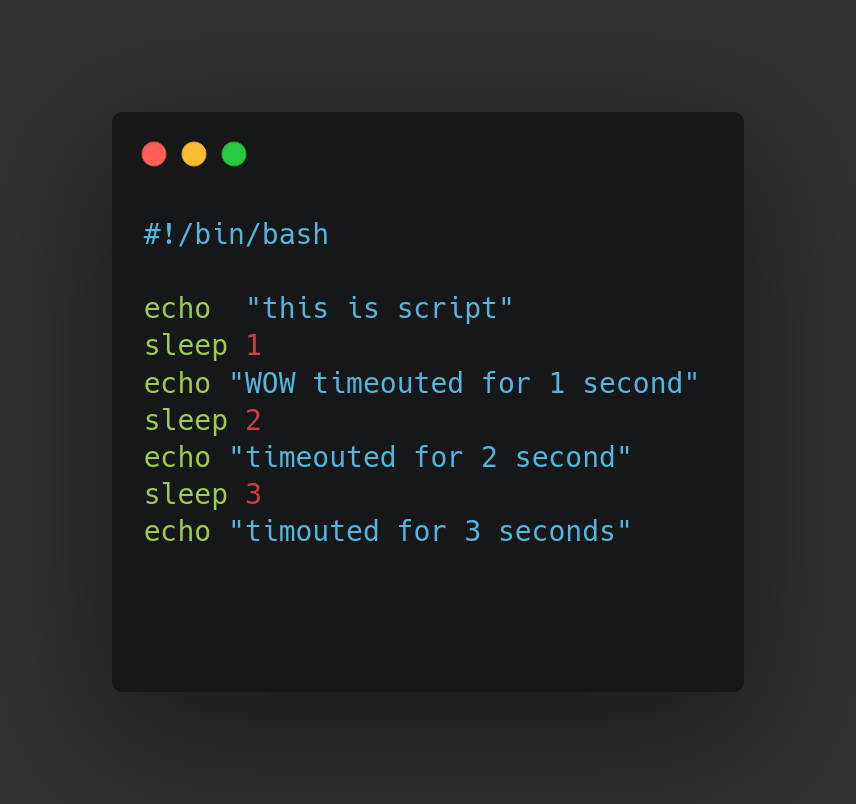 #!/bin/bash
echo  "this is script"
sleep 1
echo "WOW timeouted for 1 second"
sleep 2
echo "timeouted for 2 second"
sleep 3
echo "timouted for 3 seconds"